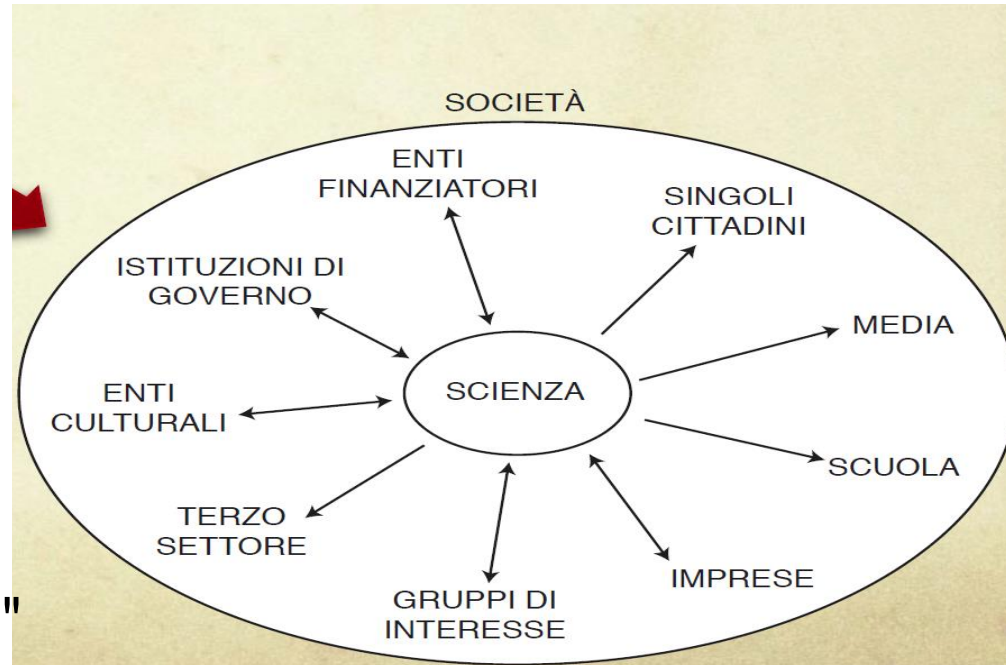 SOCIETÀ
ENTI
FINANZIATORI
SINGOLI
CITTADINI
ISTITUZIONI DI
GOVERNO
MEDIA
SCIENZA
ENTI
CULTURALI
SCUOLA
TERZO
SETTORE
IMPRESE
GRUPPI DI
INTERESSE
"